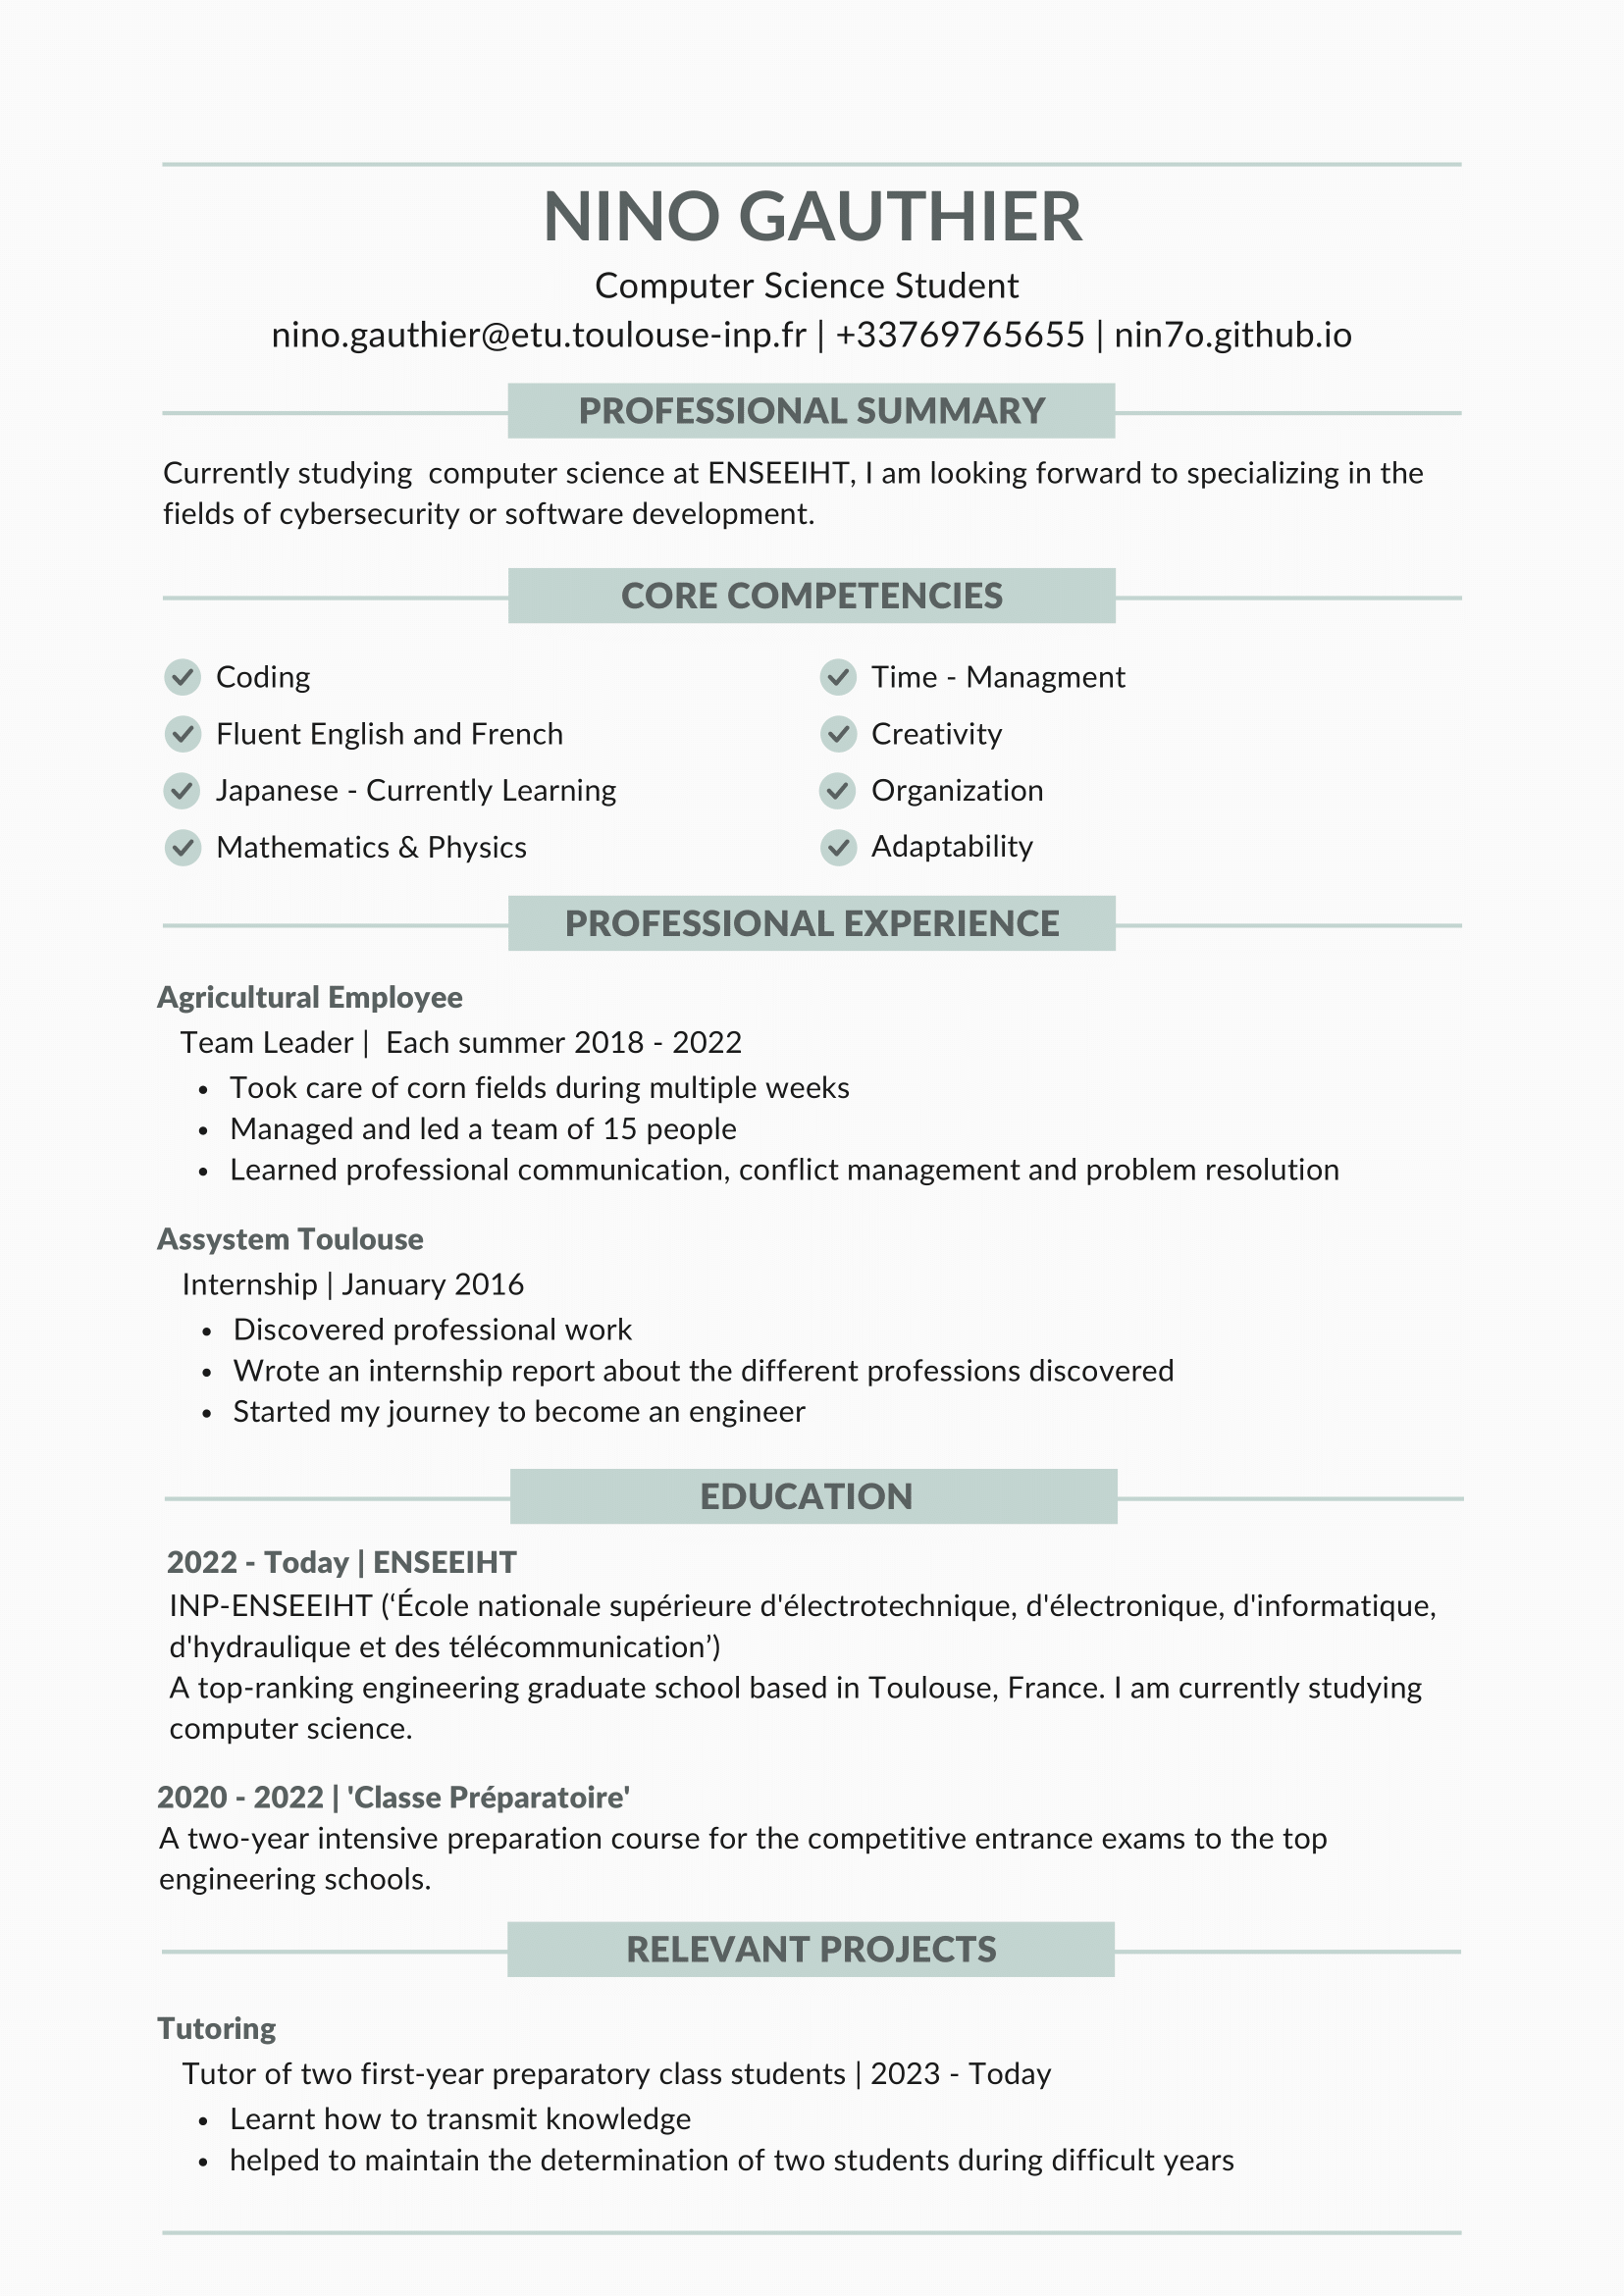 NINO GAUTHIER
Computer Science Student
nino.gauthier@etu.toulouse-inp.fr | +33769765655 | nin7o.github.io
PROFESSIONAL SUMMARY
Currently studying  computer science at ENSEEIHT, I am looking forward to specializing in the
fields of cybersecurity or software development.
CORE COMPETENCIES
Coding
Fluent English and French
Japanese - Currently Learning
Mathematics & Physics
Time - Managment
Creativity
Organization
Adaptability
PROFESSIONAL EXPERIENCE
Agricultural Employee
Team Leader |  Each summer 2018 - 2022
• Took care of corn fields during multiple weeks
• Managed and led a team of 15 people
• Learned professional communication, conflict management and problem resolution
Assystem Toulouse
Internship | January 2016
• Discovered professional work
• Wrote an internship report about the different professions discovered
• Started my journey to become an engineer
EDUCATION
2022 - Today | ENSEEIHT
INP-ENSEEIHT (‘École nationale supérieure d'électrotechnique, d'électronique, d'informatique,
d'hydraulique et des télécommunication’)
A top-ranking engineering graduate school based in Toulouse, France. I am currently studying
computer science.
2020 - 2022 | 'Classe Préparatoire'
A two-year intensive preparation course for the competitive entrance exams to the top
engineering schools.
RELEVANT PROJECTS
Tutoring
Tutor of two first-year preparatory class students | 2023 - Today
• Learnt how to transmit knowledge
• helped to maintain the determination of two students during difficult years